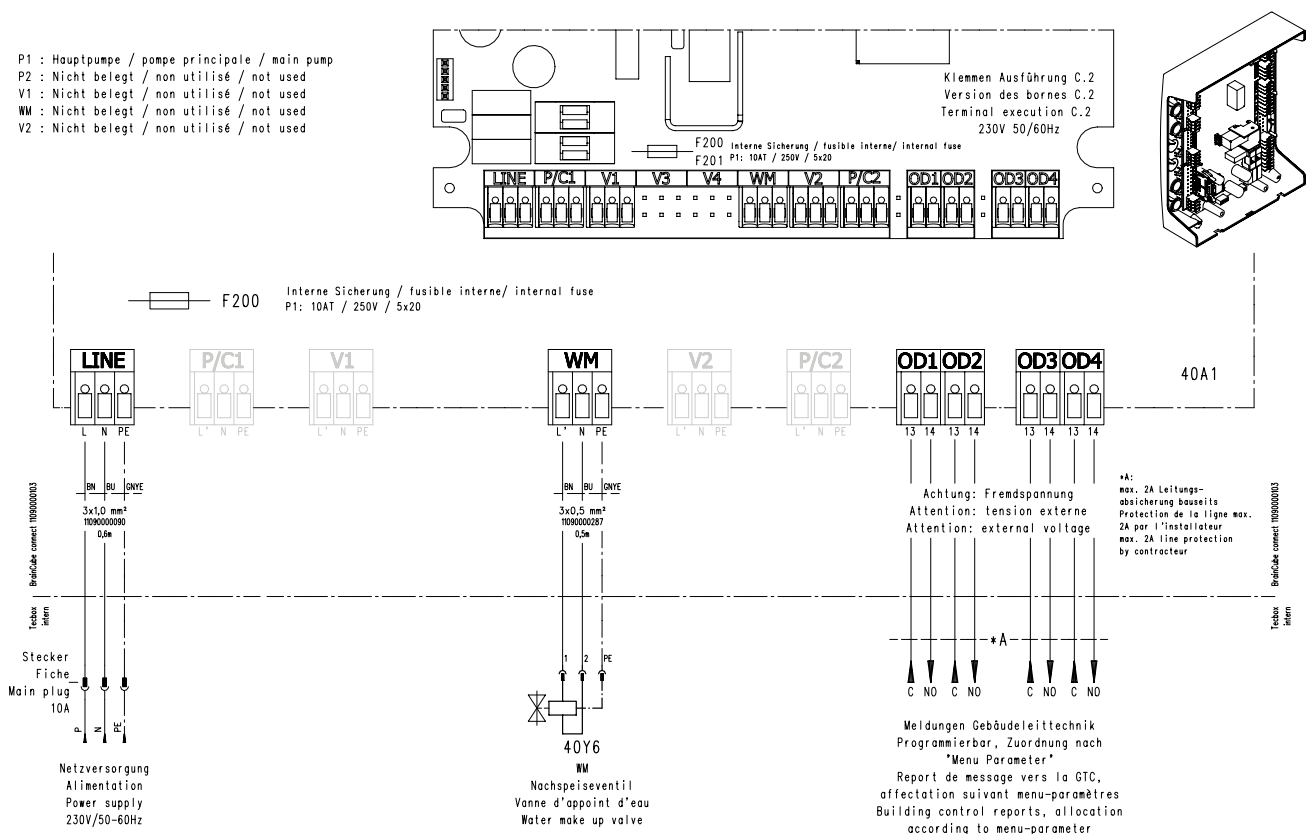 P1 : Hauptpumpe / pompe principale / main pump
P2 : Nicht belegt / non utilisé / not used
V1 : Nicht belegt / non utilisé / not used
WM : Nicht belegt / non utilisé / not used
V2 : Nicht belegt / non utilisé / not used
Klemmen Ausführung C.2
Version des bornes C.2
Terminal execution C.2
230V 50/60Hz
F200
F201
Interne Sicherung / fusible interne/ internal fuse
P1: 10AT / 250V / 5x20
LINE P/C1 V1 V3 V4 WM V2 P/C2 OD1 OD2 OD3 OD4
F200
Interne Sicherung / fusible interne/ internal fuse
P1: 10AT / 250V / 5x20
LINE P/C1 V1 WM V2 P/C2 OD1 OD2 OD3 OD4
40A1
L N PE L' N PE L' N PE L' N PE L' N PE L' N PE 13 14 13 14 13 14 13 14
BN BU GNYE
3x1,0 mm²
11090000090
0,6m
BN BU GNYE
3x0,5 mm²
11090000287
0,5m
Achtung: Fremdspannung
Attention: tension externe
Attention: external voltage
*A:
max. 2A Leitungs-
absicherung bauseits
Protection de la ligne max.
2A par l'installateur
max. 2A line protection
by contracteur
BrainCube connect 11090000103
Tecbox
intern
BrainCube connect 11090000103
Tecbox
intern
Stecker
Fiche
Main plug
10A
P N PE
Netzversorgung
Alimentation
Power supply
230V/50-60Hz
1 2 PE
40Y6
WM
Nachspeiseventil
Vanne d'appoint d'eau
Water make up valve
*A
C NO C NO C NO C NO
Meldungen Gebäudeleittechnik
Programmierbar, Zuordnung nach
"Menu Parameter"
Report de message vers la GTC,
affectation suivant menu-paramètres
Building control reports, allocation
according to menu-parameter